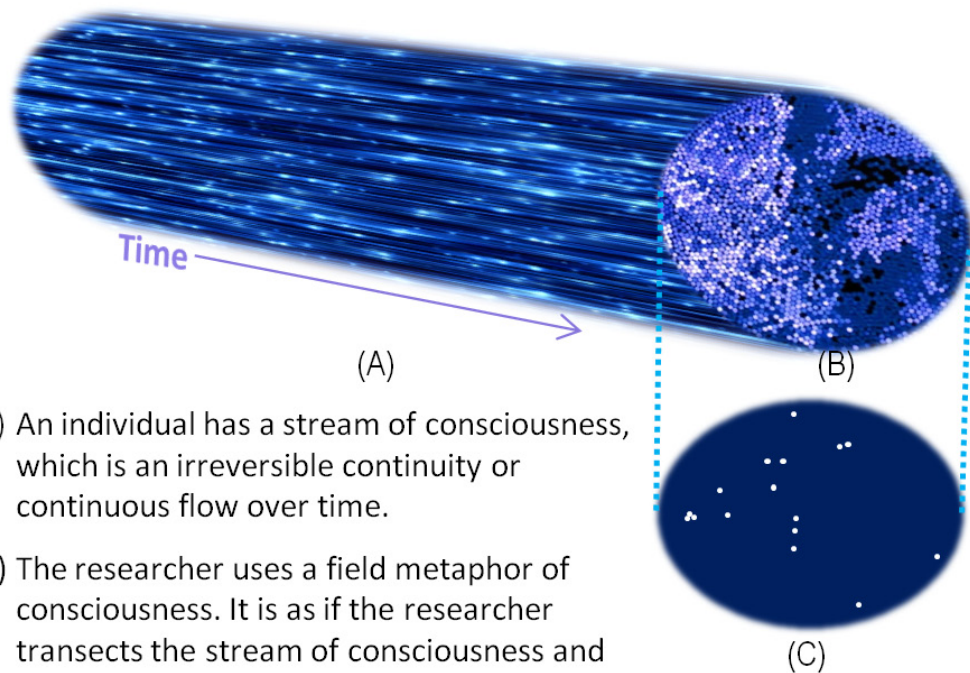 Time
(A)
(B)
) An individual has a stream of consciousness,
which is an irreversible continuity or
continuous flow over time.
) The researcher uses a field metaphor of
consciousness. It is as if the researcher
transects the stream of consciousness and
(C)